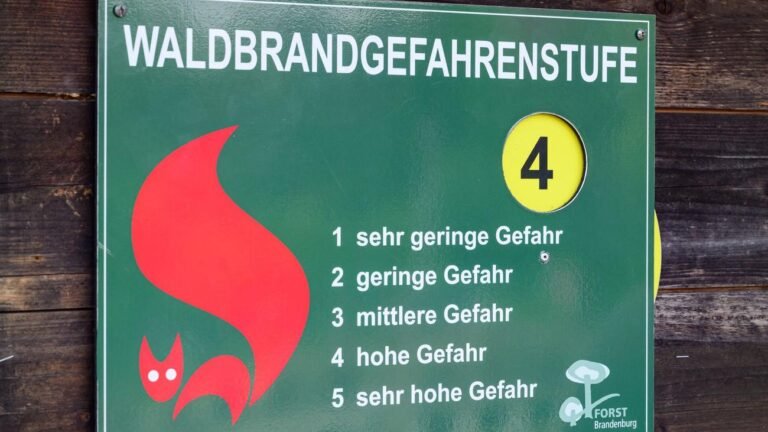 WALDBRANDGEFAHRENSTUFE
4
1 sehr geringe Gefahr
2 geringe Gefahr
3 mittlere Gefahr
4 hohe Gefahr
5 sehr hohe Gefahr
FORST
Brandenburg